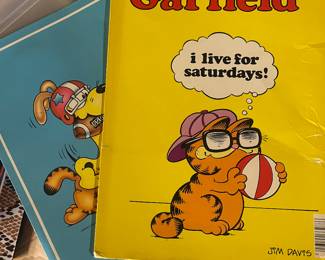 Garfield
i live for
saturdays!
JIM DAVIS